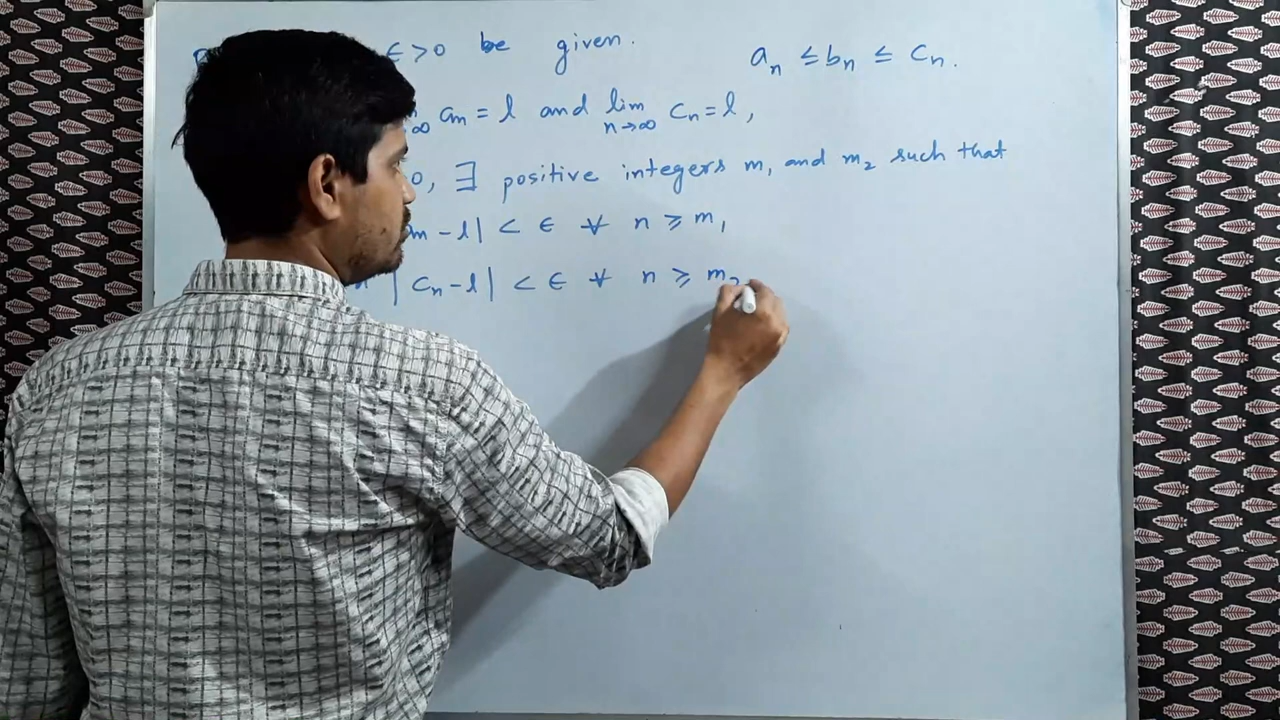 ϵ > 0 be given. aₙ ≤ bₙ ≤ cₙ.
aₙ = l and lim n→∞ cₙ = l,
0, ∃ positive integers m₁ and m₂ such that
- l| < ϵ ∀ n ≥ m₁
|cₙ - l| < ϵ ∀ n ≥ m₂